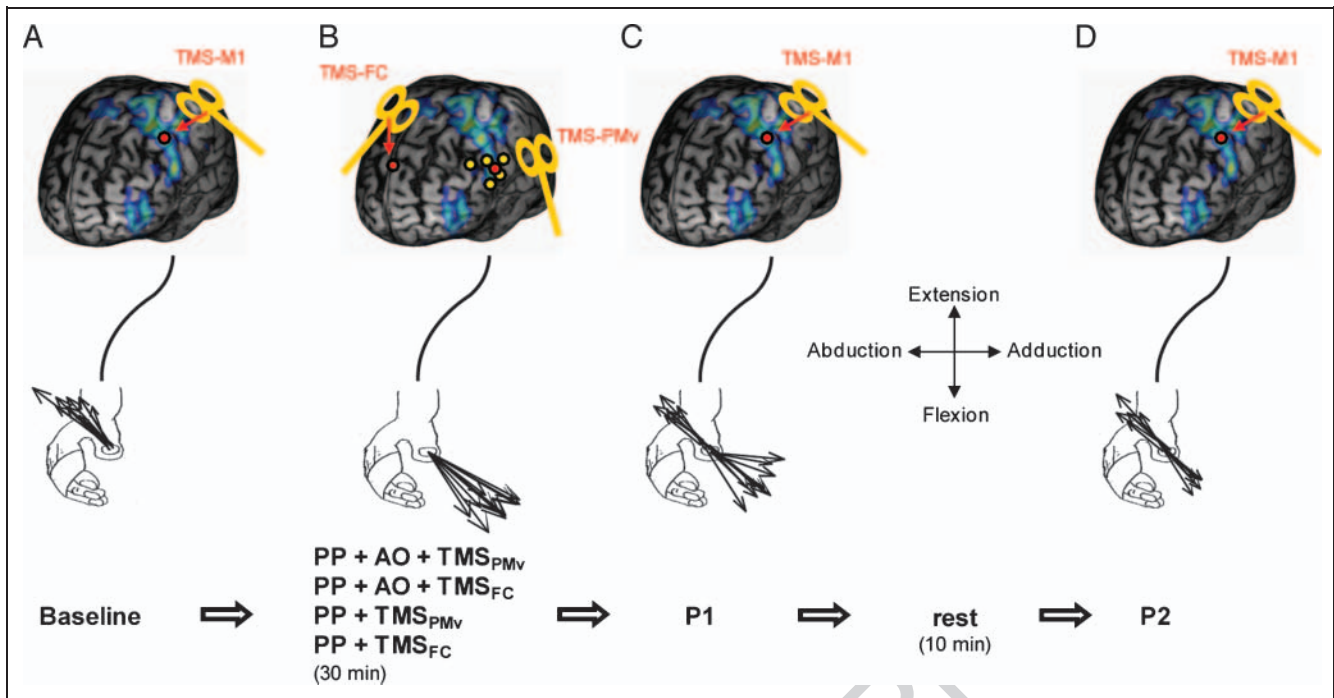 A
B
C
D
TMS-M1
TMS-FC
TMS-PMv
TMS-M1
TMS-M1
Extension
Abduction
Adduction
Flexion
PP + AO + TMSPMv
PP + AO + TMSFC
PP + TMSPMv
PP + TMSFC
(30 min)
Baseline
P1
rest
(10 min)
P2